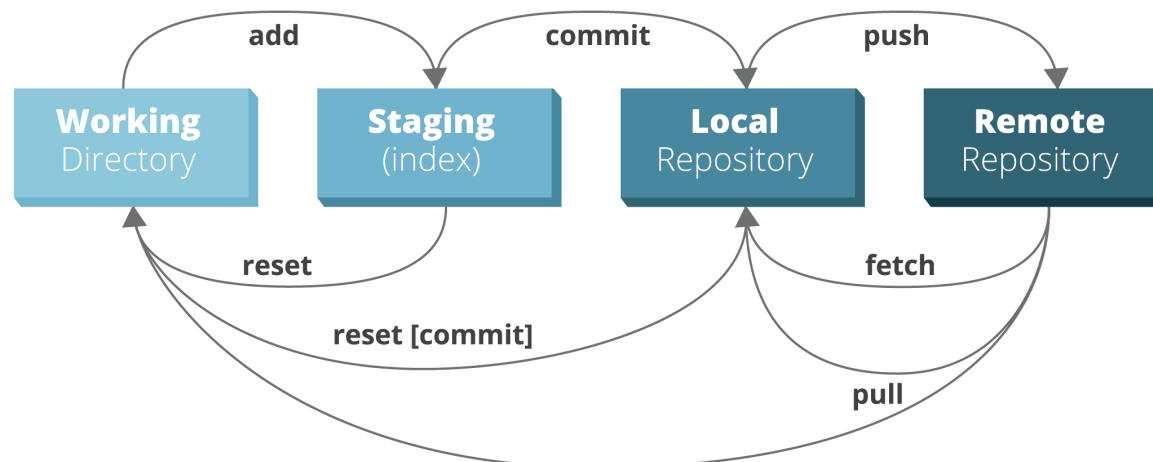 add
commit
push
Working
Directory
Staging
(index)
Local
Repository
Remote
Repository
reset
fetch
reset [commit]
pull